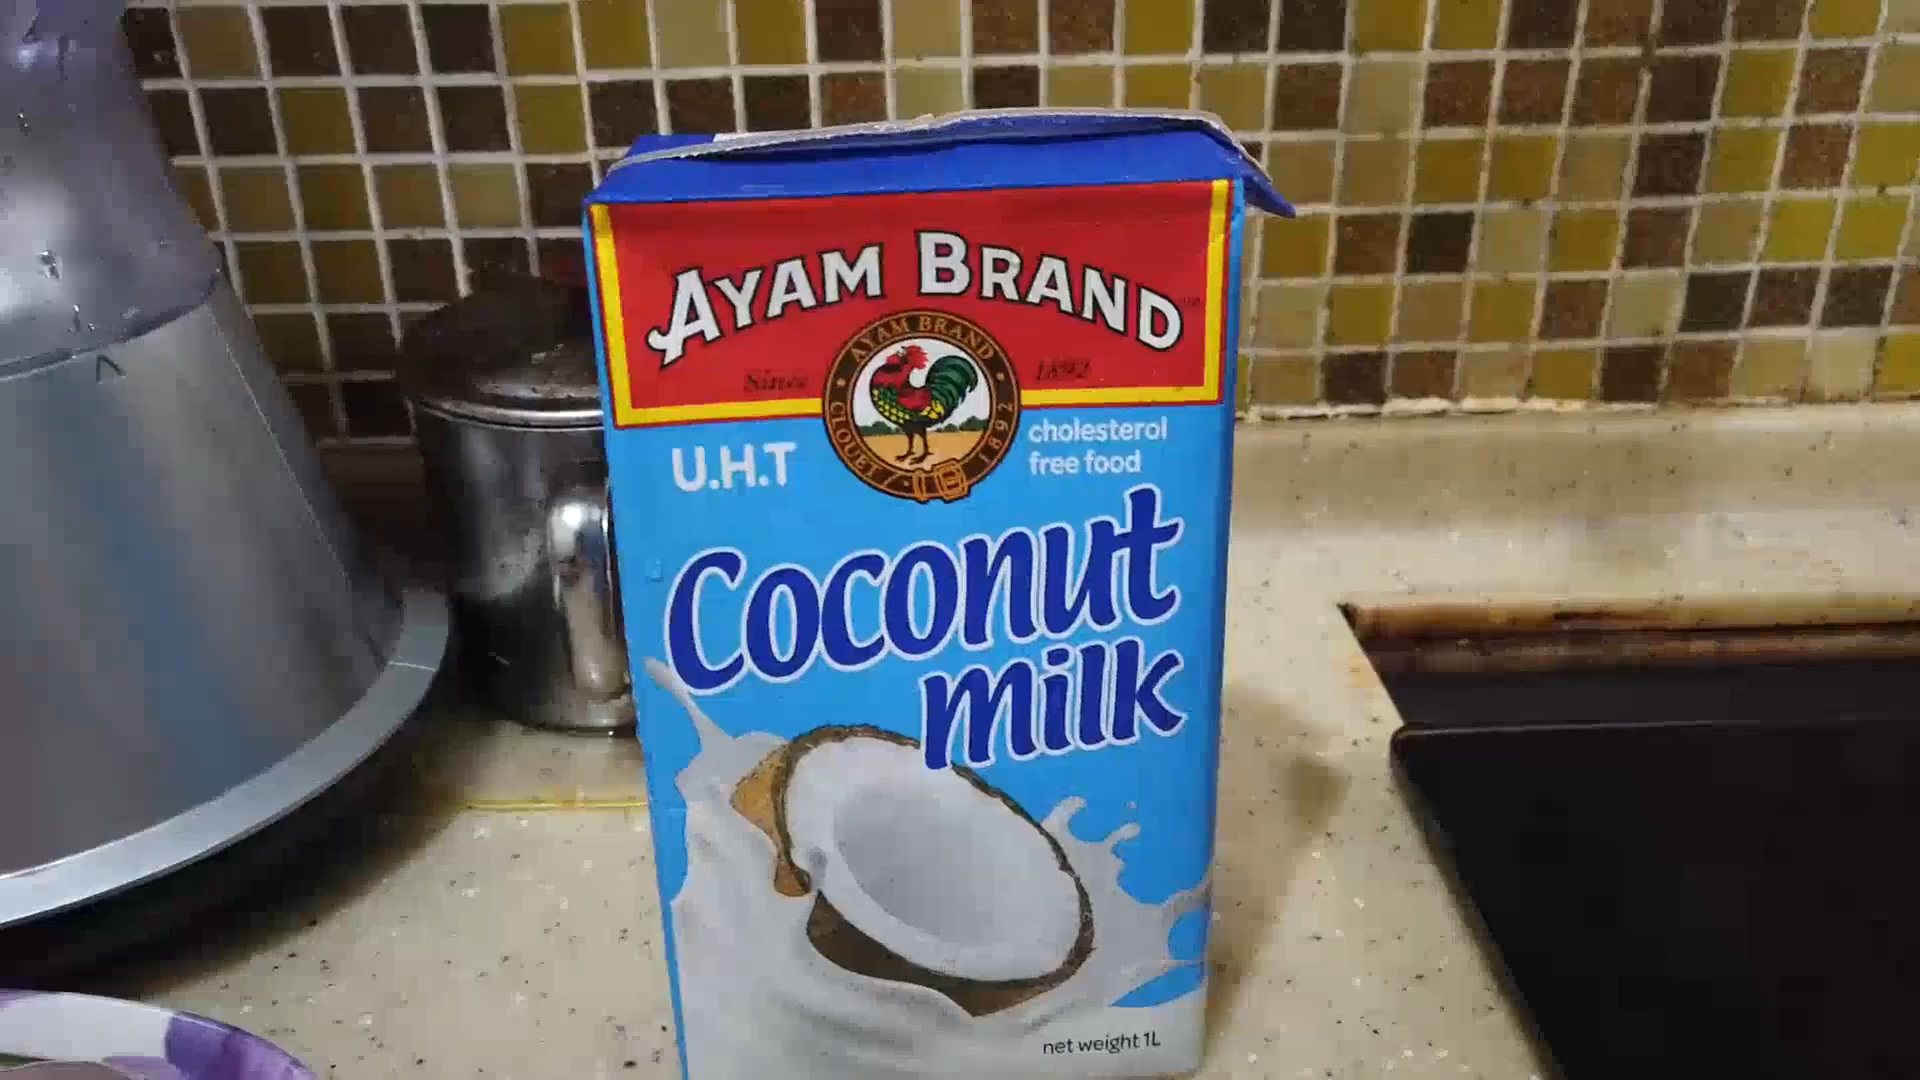 AYAM BRAND
Since 1892
AYAM BRAND
CLOUET 1892
U.H.T
cholesterol
free food
Coconut
milk
net weight 1L